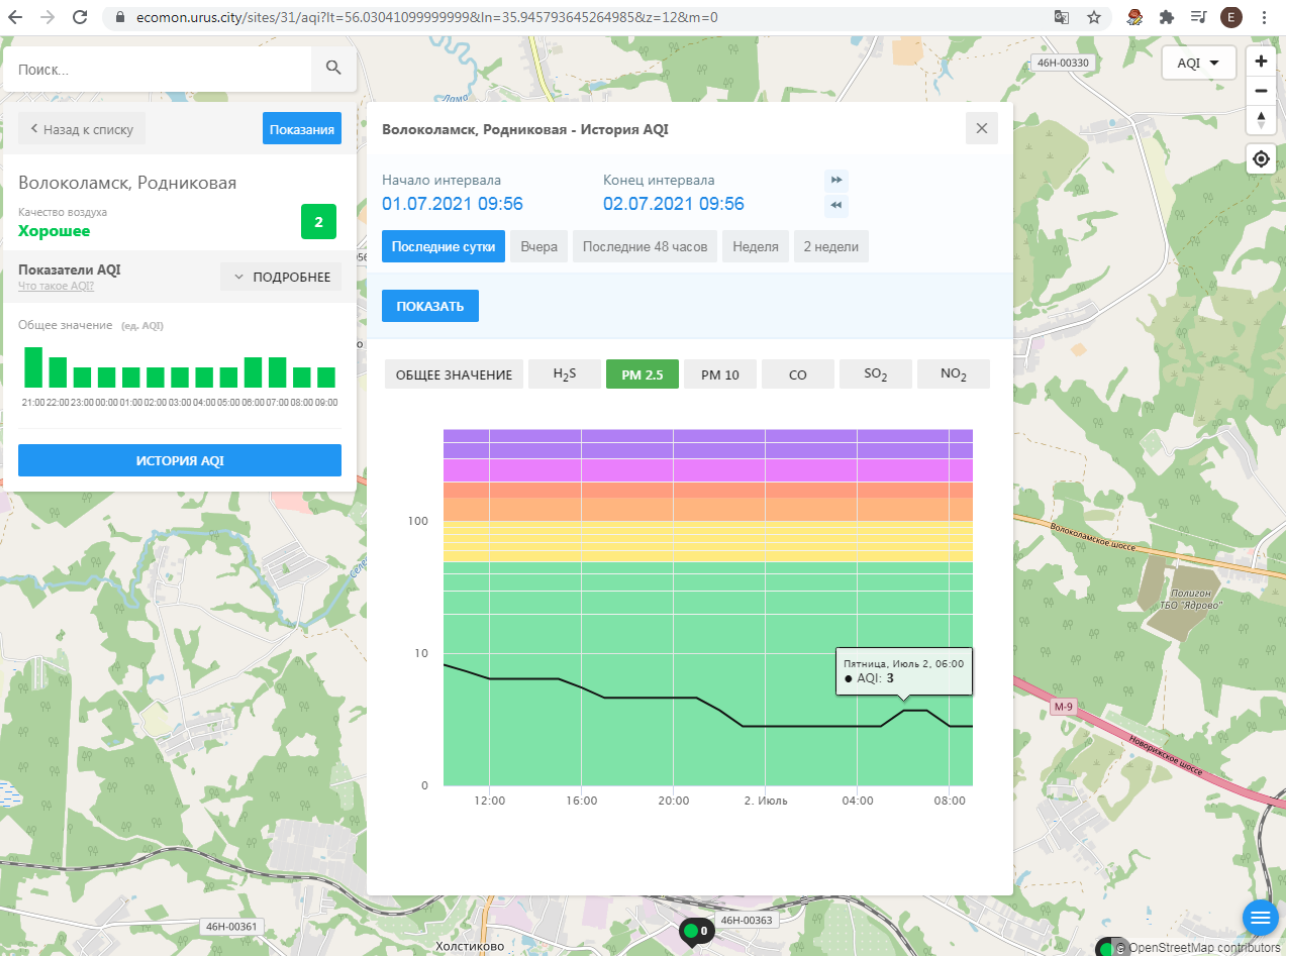 ecomon.urus.city/sites/31/aqi?lt=56.03041099999999&ln=35.945793645264985&z=12&m=0
E
Поиск...
Назад к списку
Показания
Волоколамск, Родниковая
Качество воздуха
Хорошее
2
Показатели AQI
Что такое AQI?
ПОДРОБНЕЕ
Общее значение (ед. AQI)
21:00 22:00 23:00 00:00 01:00 02:00 03:00 04:00 05:00 06:00 07:00 08:00 09:00
ИСТОРИЯ AQI
Волоколамск, Родниковая - История AQI
Начало интервала
01.07.2021 09:56
Конец интервала
02.07.2021 09:56
Последние сутки
Вчера
Последние 48 часов
Неделя
2 недели
ПОКАЗАТЬ
ОБЩЕЕ ЗНАЧЕНИЕ
H2S
PM 2.5
PM 10
CO
SO2
NO2
100
10
0
Пятница, Июль 2, 06:00
AQI: 3
12:00 16:00 20:00 2. Июль 04:00 08:00
Лама
46Н-00330
AQI
Волоколамское шоссе
Полигон
ТБО "Ядрово"
М-9
Новорижское шоссе
46Н-00361
Холстиково
0
46Н-00363
© OpenStreetMap contributors